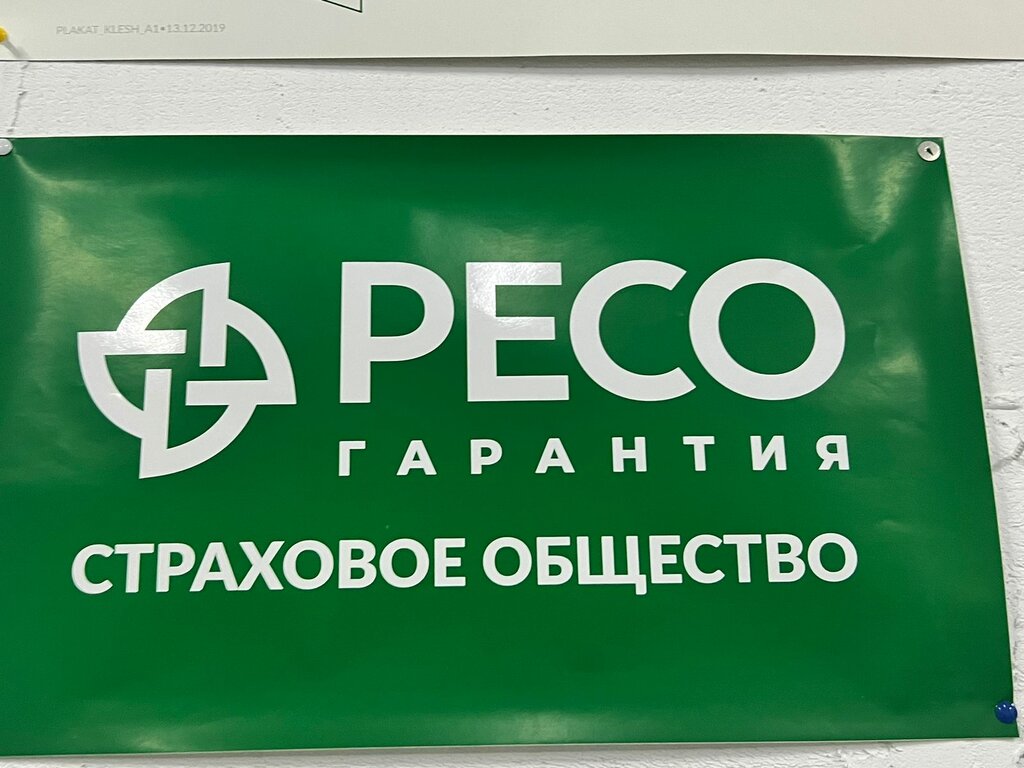 PLAKAT_KLESH_A1•13.12.2019
РЕСО
ГАРАНТИЯ
СТРАХОВОЕ ОБЩЕСТВО